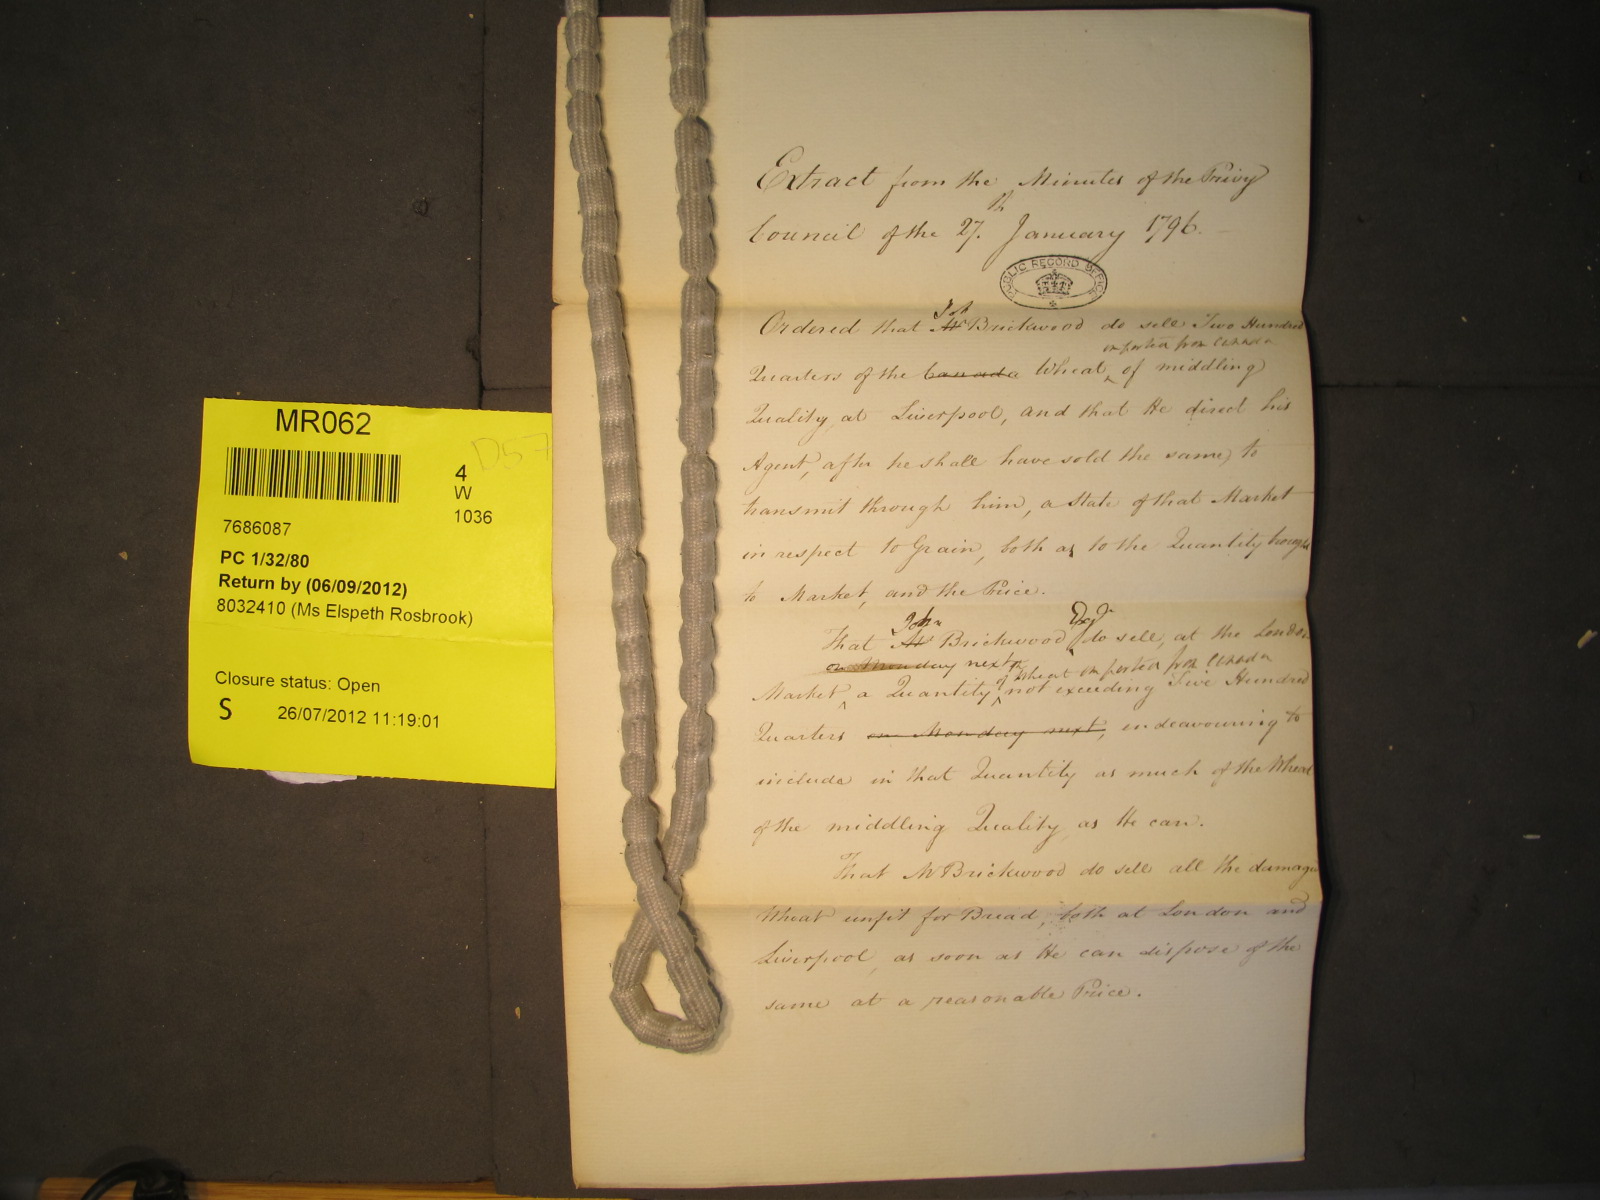 MR062
D57
4
W
1036
7686087
PC 1/32/80
Return by (06/09/2012)
8032410 (Ms Elspeth Rosbrook)
Closure status: Open
S 26/07/2012 11:19:01
Extract from the Minutes of the Privy
Council of the 27th January 1796.
PUBLIC RECORD OFFICE
Joh
Ordered that Mr Brickwood do sell Two Hundred
imported from Canada
Quarters of the Canada Wheat of middling
Quality at Liverpool, and that He direct his
Agent, after he shall have sold the same, to
transmit through him, a State of that Market
in respect to Grain, both as to the Quantity brought
to Market, and the Price.
John Esqr
That Mr Brickwood do sell, at the London
on Monday next of Wheat imported from Canada
Market a Quantity not exceeding Five Hundred
Quarters on Monday next, endeavouring to
include in that Quantity as much of the Wheat
of the middling Quality as He can.
That Mr Brickwood do sell all the damag
Wheat unfit for Bread, both at London and
Liverpool, as soon as He can dispose of the
same at a reasonable Price.